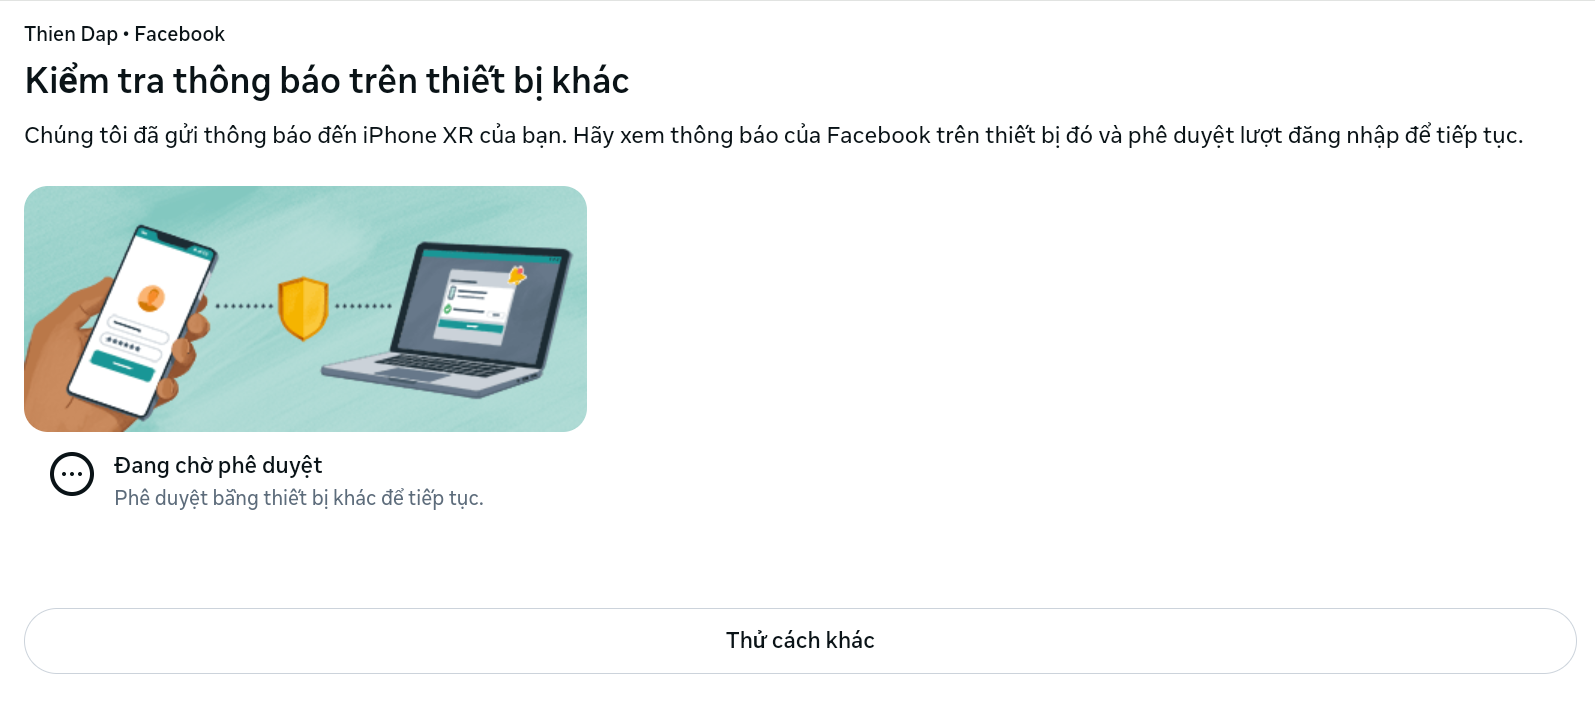 Thien Dap • Facebook
Kiểm tra thông báo trên thiết bị khác
Chúng tôi đã gửi thông báo đến iPhone XR của bạn. Hãy xem thông báo của Facebook trên thiết bị đó và phê duyệt lượt đăng nhập để tiếp tục.
Đang chờ phê duyệt
Phê duyệt bằng thiết bị khác để tiếp tục.
Thử cách khác